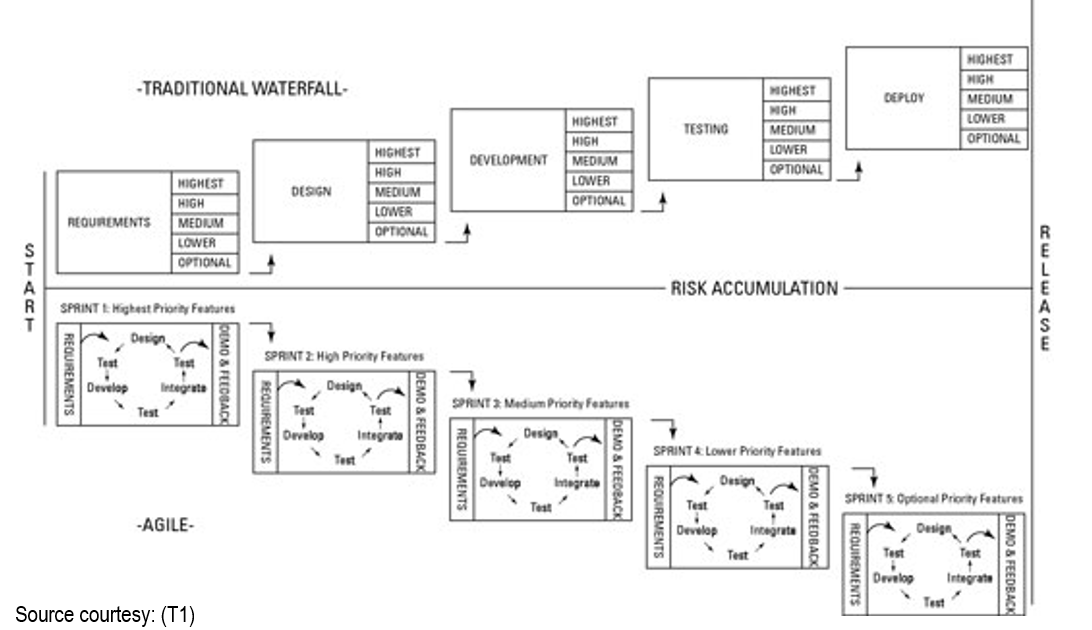 -TRADITIONAL WATERFALL-
REQUIREMENTS
HIGHEST
HIGH
MEDIUM
LOWER
OPTIONAL
DESIGN
HIGHEST
HIGH
MEDIUM
LOWER
OPTIONAL
DEVELOPMENT
HIGHEST
HIGH
MEDIUM
LOWER
OPTIONAL
TESTING
HIGHEST
HIGH
MEDIUM
LOWER
OPTIONAL
DEPLOY
HIGHEST
HIGH
MEDIUM
LOWER
OPTIONAL
START
RISK ACCUMULATION
RELEASE
SPRINT 1: Highest Priority Features
REQUIREMENTS
Design
Test
Test
Develop
Integrate
Test
DEMO & FEEDBACK
SPRINT 2: High Priority Features
REQUIREMENTS
Design
Test
Test
Develop
Integrate
Test
DEMO & FEEDBACK
SPRINT 3: Medium Priority Features
REQUIREMENTS
Design
Test
Test
Develop
Integrate
Test
DEMO & FEEDBACK
SPRINT 4: Lower Priority Features
REQUIREMENTS
Design
Test
Test
Develop
Integrate
Test
DEMO & FEEDBACK
SPRINT 5: Optional Priority Features
REQUIREMENTS
Design
Test
Test
Develop
Integrate
Test
DEMO & FEEDBACK
-AGILE-
Source courtesy: (T1)